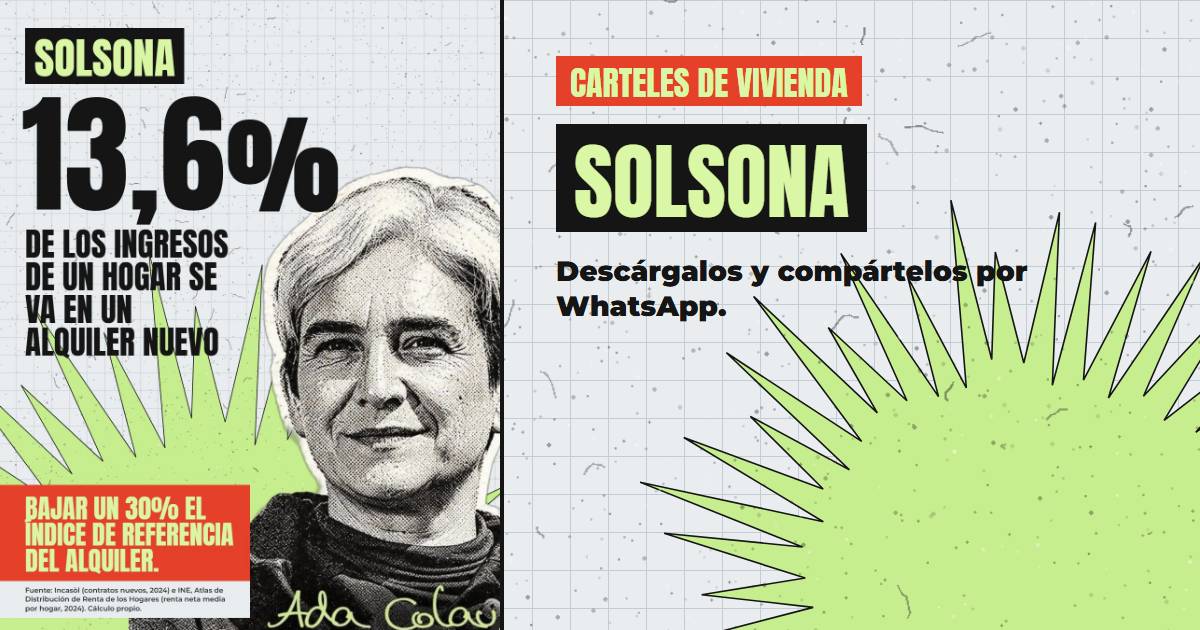 SOLSONA
13,6%
DE LOS INGRESOS
DE UN HOGAR SE
VA EN UN
ALQUILER NUEVO
BAJAR UN 30% EL
ÍNDICE DE REFERENCIA
DEL ALQUILER.
Fuente: Incasòl (contratos nuevos, 2024) e INE, Atlas de
Distribución de Renta de los Hogares (renta neta media
por hogar, 2024). Cálculo propio.
Ada Colau
CARTELES DE VIVIENDA
SOLSONA
Descárgalos y compártelos por
WhatsApp.